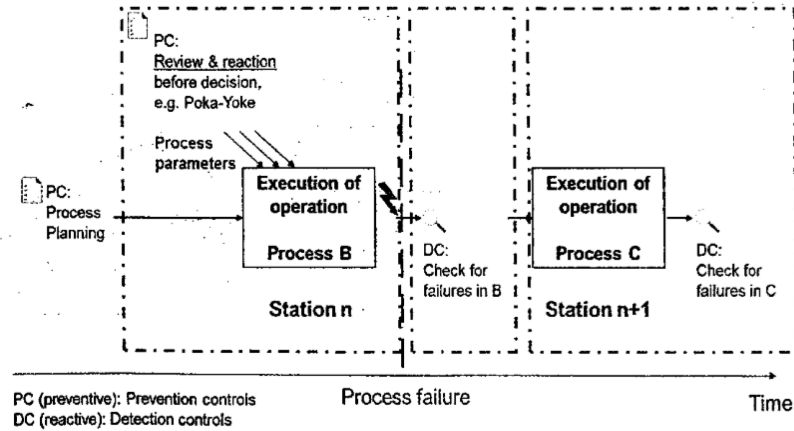 PC:
Review & reaction
before decision,
e.g. Poka-Yoke
Process
parameters
PC:
Process
Planning
Execution of
operation
Process B
Station n
DC:
Check for
failures in B
Execution of
operation
Process C
Station n+1
DC:
Check for
failures in C
Process failure
Time
PC (preventive): Prevention controls
DC (reactive): Detection controls